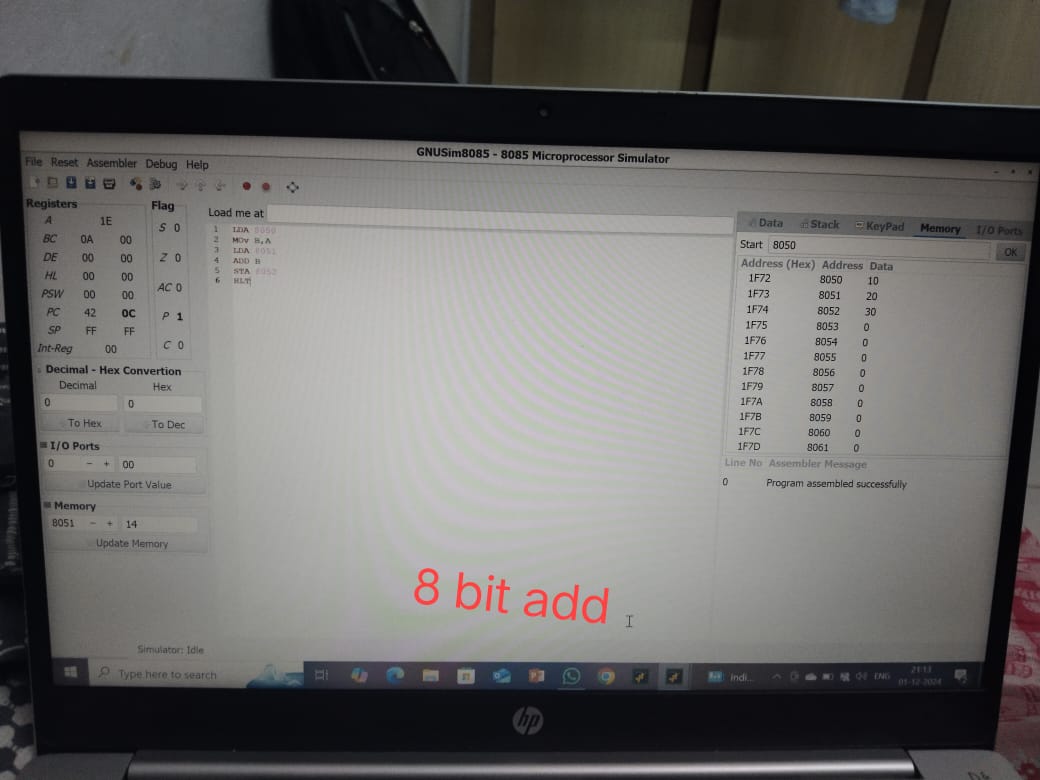 GNUSim8085 - 8085 Microprocessor Simulator
File Reset Assembler Debug Help
Registers
A 1E
BC 0A 00
DE 00 00
HL 00 00
PSW 00 00
PC 42 0C
SP FF FF
Int-Reg 00
Flag
S 0
Z 0
AC 0
P 1
C 0
Decimal - Hex Convertion
Decimal Hex
0 0
To Hex To Dec
I/O Ports
0 - + 00
Update Port Value
Memory
8051 - + 14
Update Memory
Simulator: Idle
Load me at
1 LDA 8050
2 MOV B,A
3 LDA 8051
4 ADD B
5 STA 8052
6 HLT
Data Stack KeyPad Memory I/O Ports
Start 8050 OK
Address (Hex) Address Data
1F72 8050 10
1F73 8051 20
1F74 8052 30
1F75 8053 0
1F76 8054 0
1F77 8055 0
1F78 8056 0
1F79 8057 0
1F7A 8058 0
1F7B 8059 0
1F7C 8060 0
1F7D 8061 0
Line No Assembler Message
0 Program assembled successfully
8 bit add
Type here to search
Indi...
ENG
21:13
01-12-2024
hp